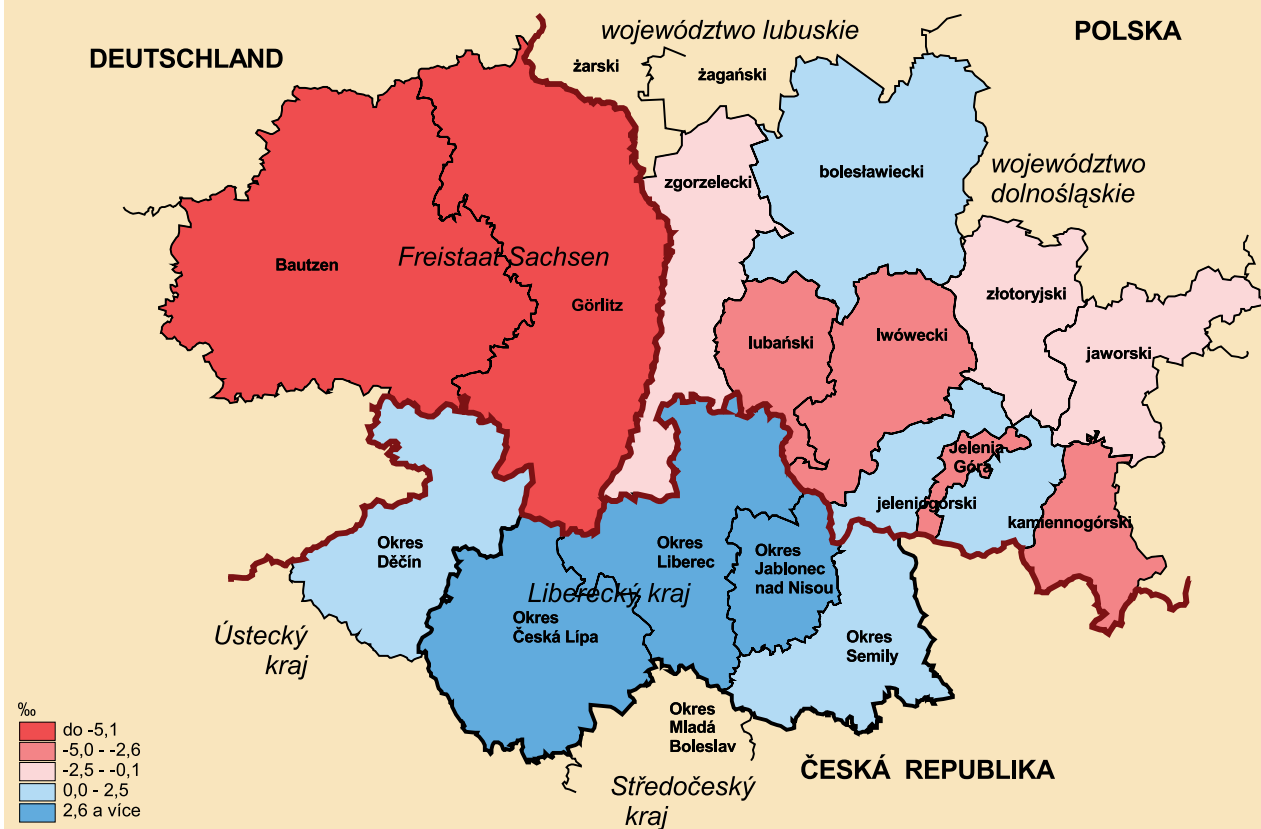 DEUTSCHLAND
województwo lubuskie
POLSKA
żarski
żagański
zgorzelecki
bolesławiecki
województwo
dolnośląskie
Bautzen
Freistaat Sachsen
Görlitz
lubański
lwówecki
złotoryjski
jaworski
Jelenia
Góra
jeleniogórski
kamiennogórski
Okres
Děčín
Okres
Liberec
Okres
Jablonec
nad Nisou
Liberecký kraj
Okres
Česká Lípa
Okres
Semily
Ústecký
kraj
Okres
Mladá
Boleslav
Středočeský
kraj
ČESKÁ REPUBLIKA
‰
do -5,1
-5,0 - -2,6
-2,5 - -0,1
0,0 - 2,5
2,6 a více